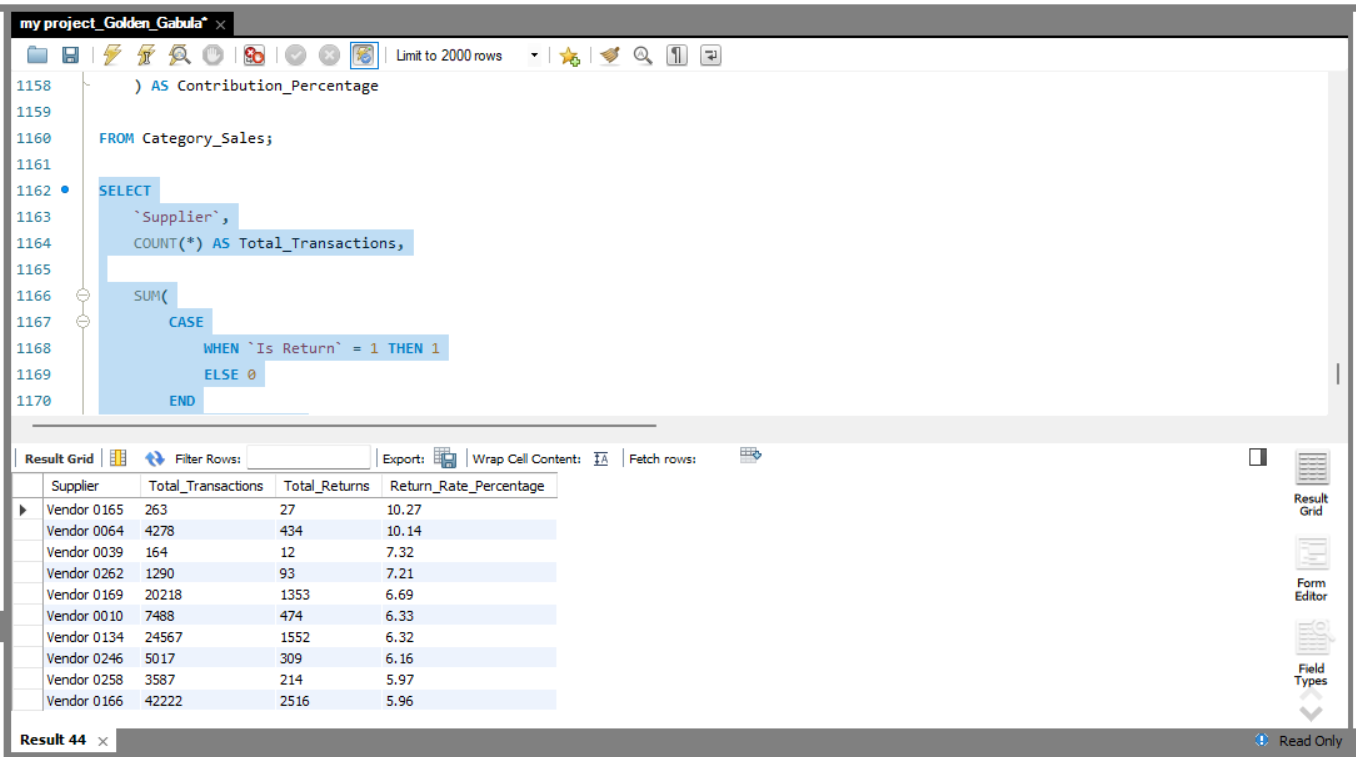 my project_Golden_Gabula* ×
Limit to 2000 rows
1158 ) AS Contribution_Percentage
1159
1160 FROM Category_Sales;
1161
1162 SELECT
1163 `Supplier`,
1164 COUNT(*) AS Total_Transactions,
1165
1166 SUM(
1167 CASE
1168 WHEN `Is Return` = 1 THEN 1
1169 ELSE 0
1170 END
Result Grid Filter Rows: Export: Wrap Cell Content: Fetch rows:
Supplier Total_Transactions Total_Returns Return_Rate_Percentage
Vendor 0165 263 27 10.27
Vendor 0064 4278 434 10.14
Vendor 0039 164 12 7.32
Vendor 0262 1290 93 7.21
Vendor 0169 20218 1353 6.69
Vendor 0010 7488 474 6.33
Vendor 0134 24567 1552 6.32
Vendor 0246 5017 309 6.16
Vendor 0258 3587 214 5.97
Vendor 0166 42222 2516 5.96
Result
Grid
Form
Editor
Field
Types
Result 44 ×
Read Only